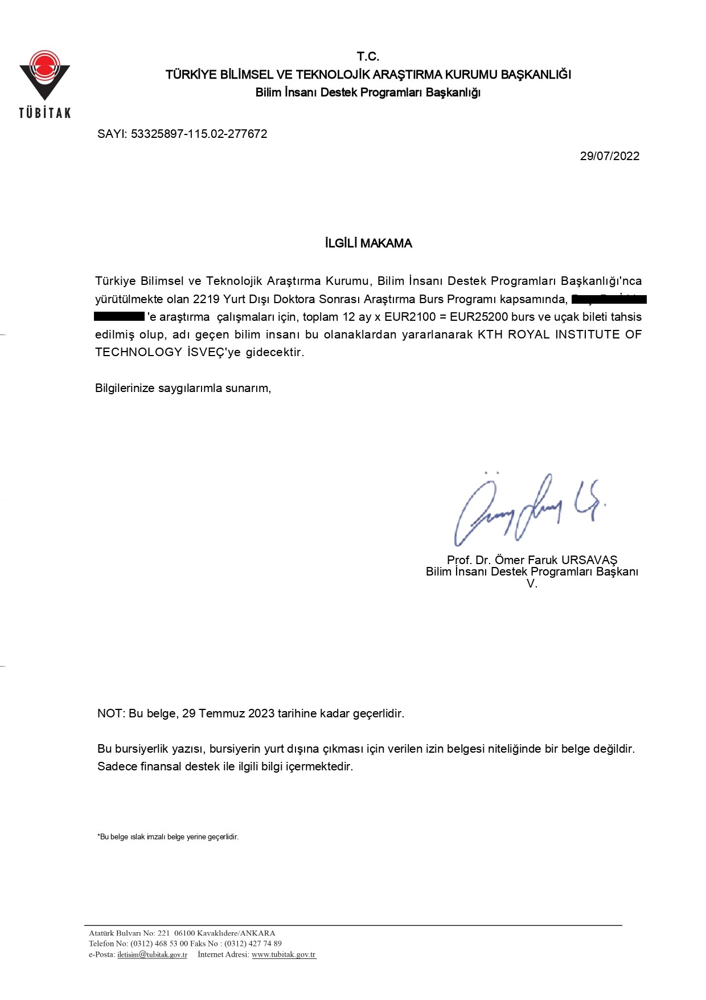 T.C.
TÜRKİYE BİLİMSEL VE TEKNOLOJİK ARAŞTIRMA KURUMU BAŞKANLIĞI
Bilim İnsanı Destek Programları Başkanlığı
TÜBİTAK
SAYI: 53325897-115.02-277672
29/07/2022
İLGİLİ MAKAMA
Türkiye Bilimsel ve Teknolojik Araştırma Kurumu, Bilim İnsanı Destek Programları Başkanlığı'nca
yürütülmekte olan 2219 Yurt Dışı Doktora Sonrası Araştırma Burs Programı kapsamında,
'e araştırma çalışmaları için, toplam 12 ay x EUR2100 = EUR25200 burs ve uçak bileti tahsis
edilmiş olup, adı geçen bilim insanı bu olanaklardan yararlanarak KTH ROYAL INSTITUTE OF
TECHNOLOGY İSVEÇ'ye gidecektir.
Bilgilerinize saygılarımla sunarım,
Prof. Dr. Ömer Faruk URSAVAŞ
Bilim İnsanı Destek Programları Başkanı
V.
NOT: Bu belge, 29 Temmuz 2023 tarihine kadar geçerlidir.
Bu bursiyerlik yazısı, bursiyerin yurt dışına çıkması için verilen izin belgesi niteliğinde bir belge değildir.
Sadece finansal destek ile ilgili bilgi içermektedir.
*Bu belge ıslak imzalı belge yerine geçerlidir.
Atatürk Bulvarı No: 221 06100 Kavaklıdere/ANKARA
Telefon No: (0312) 468 53 00 Faks No : (0312) 427 74 89
e-Posta: iletisim@tubitak.gov.tr İnternet Adresi: www.tubitak.gov.tr